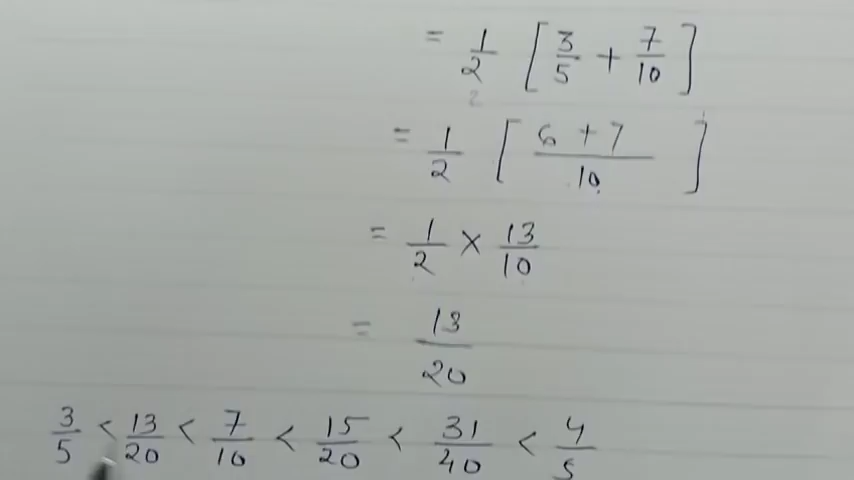 = 1/2 [ 3/5 + 7/10 ]
= 1/2 [ 6 + 7 / 10 ]
= 1/2 × 13/10
= 13/20
3/5 < 13/20 < 7/10 < 15/20 < 31/40 < 4/5